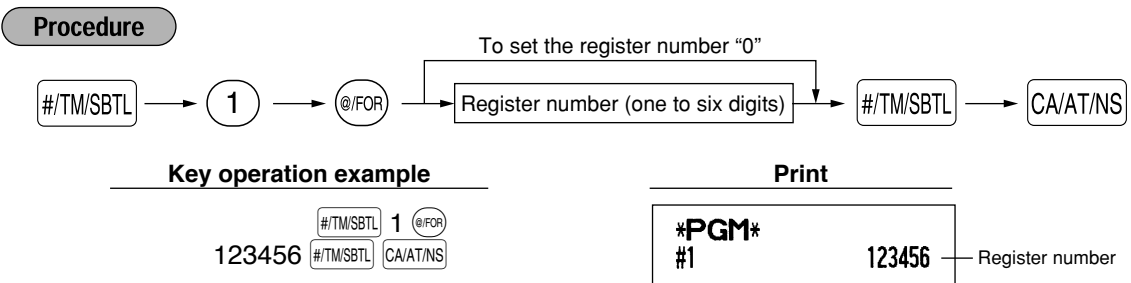 Procedure
To set the register number “0”
#/TM/SBTL 1 @/FOR Register number (one to six digits) #/TM/SBTL CA/AT/NS
Key operation example Print
#/TM/SBTL 1 @/FOR
123456 #/TM/SBTL CA/AT/NS
*PGM*
#1 123456 Register number